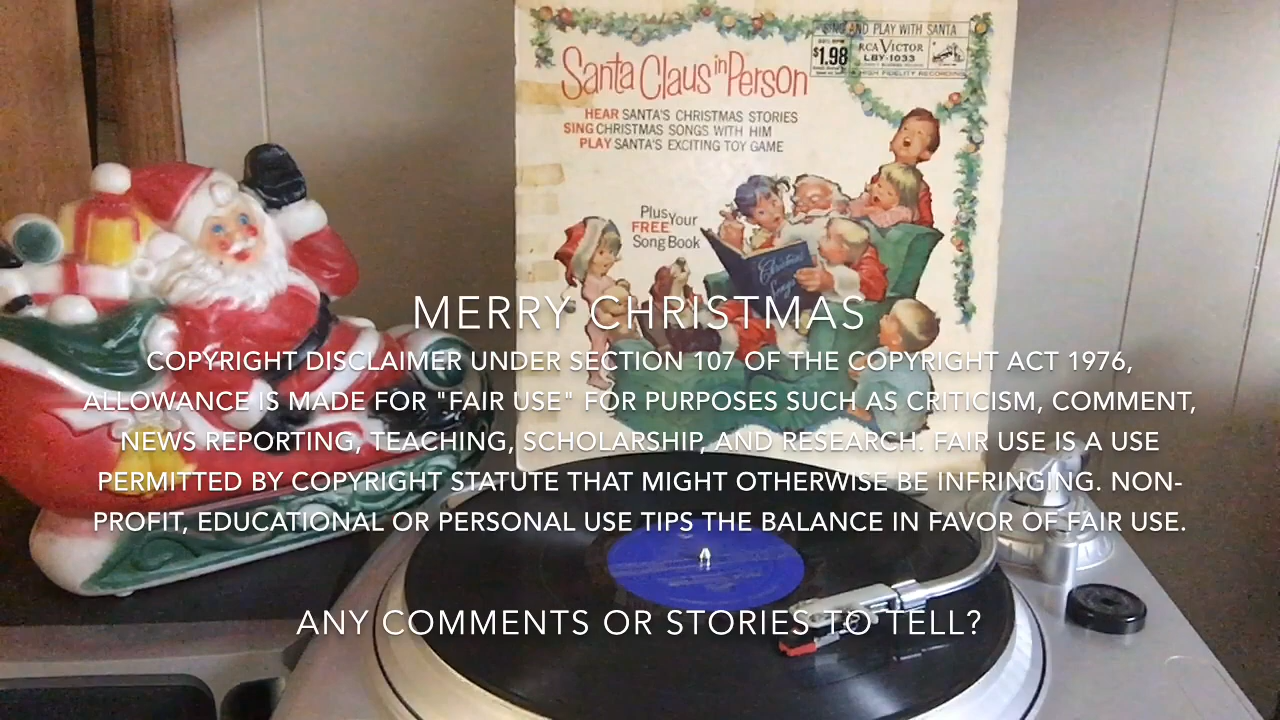 SING AND PLAY WITH SANTA
$1.98
RCA VICTOR
LBY-1033
HIGH FIDELITY RECORDING
Santa Claus in Person
HEAR SANTA'S CHRISTMAS STORIES
SING CHRISTMAS SONGS WITH HIM
PLAY SANTA'S EXCITING TOY GAME
Plus Your
FREE
Song Book
Christmas
Songs
MERRY CHRISTMAS
COPYRIGHT DISCLAIMER UNDER SECTION 107 OF THE COPYRIGHT ACT 1976,
ALLOWANCE IS MADE FOR "FAIR USE" FOR PURPOSES SUCH AS CRITICISM, COMMENT,
NEWS REPORTING, TEACHING, SCHOLARSHIP, AND RESEARCH. FAIR USE IS A USE
PERMITTED BY COPYRIGHT STATUTE THAT MIGHT OTHERWISE BE INFRINGING. NON-
PROFIT, EDUCATIONAL OR PERSONAL USE TIPS THE BALANCE IN FAVOR OF FAIR USE.
ANY COMMENTS OR STORIES TO TELL?